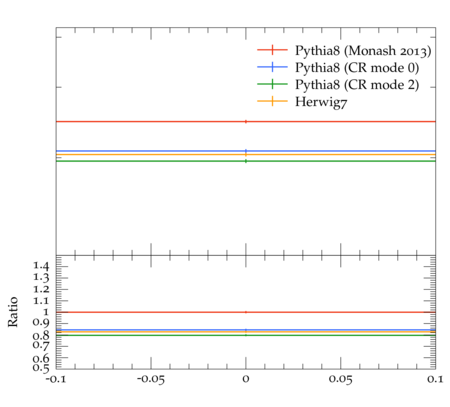 Pythia8 (Monash 2013)
Pythia8 (CR mode 0)
Pythia8 (CR mode 2)
Herwig7
1.4
1.3
1.2
1.1
1
0.9
0.8
0.7
0.6
0.5
Ratio
-0.1 -0.05 0 0.05 0.1